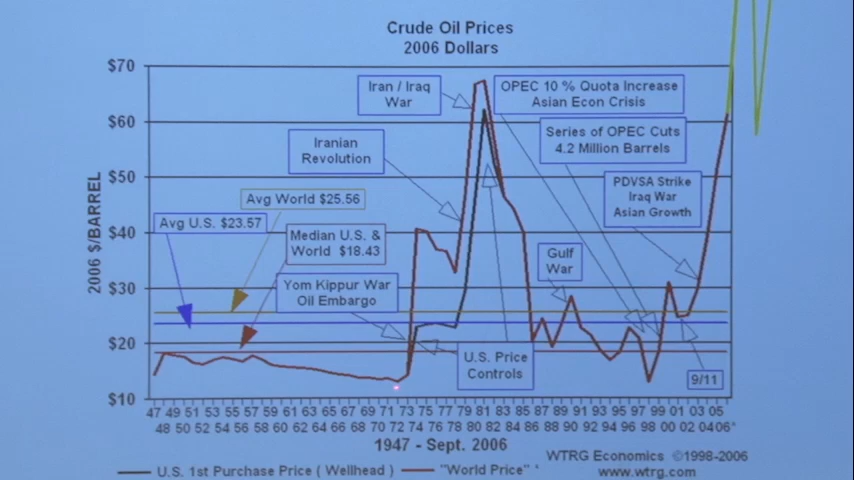 Crude Oil Prices
2006 Dollars
$70
$60
$50
$40
$30
$20
$10
2006 $/BARREL
Iran / Iraq
War
OPEC 10 % Quota Increase
Asian Econ Crisis
Iranian
Revolution
Series of OPEC Cuts
4.2 Million Barrels
PDVSA Strike
Iraq War
Asian Growth
Avg World $25.56
Avg U.S. $23.57
Median U.S. &
World $18.43
Gulf
War
Yom Kippur War
Oil Embargo
U.S. Price
Controls
9/11
47 49 51 53 55 57 59 61 63 65 67 69 71 73 75 77 79 81 83 85 87 89 91 93 95 97 99 01 03 05
48 50 52 54 56 58 60 62 64 66 68 70 72 74 76 78 80 82 84 86 88 90 92 94 96 98 00 02 04 06*
1947 - Sept. 2006
WTRG Economics ©1998-2006
www.wtrg.com
U.S. 1st Purchase Price ( Wellhead )
"World Price" *